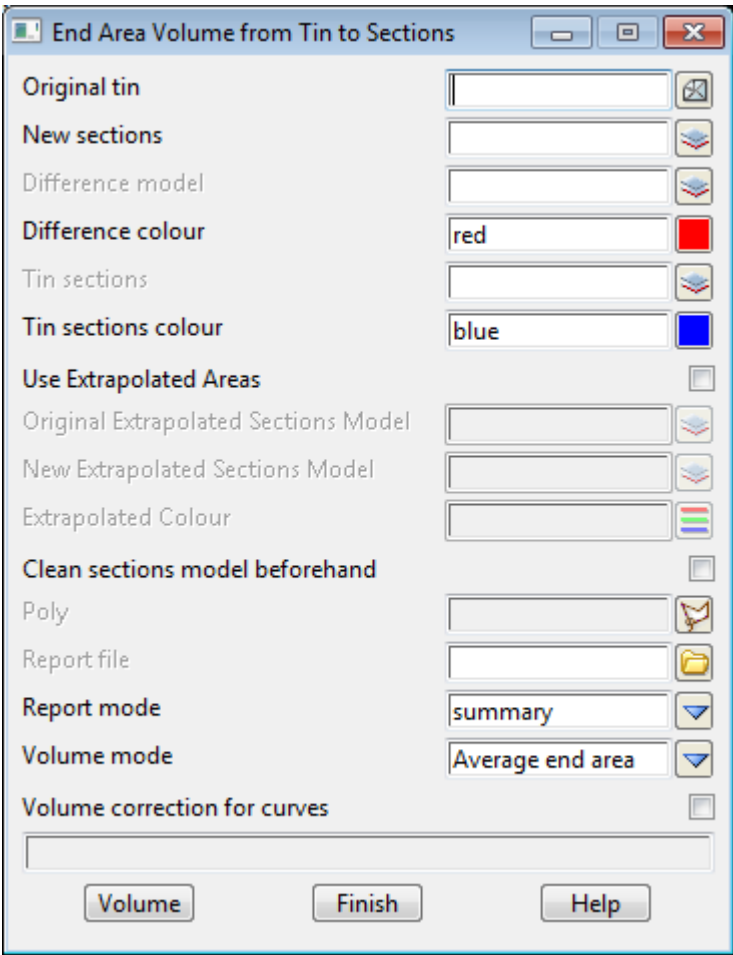 End Area Volume from Tin to Sections
Original tin
New sections
Difference model
Difference colour red
Tin sections
Tin sections colour blue
Use Extrapolated Areas
Original Extrapolated Sections Model
New Extrapolated Sections Model
Extrapolated Colour
Clean sections model beforehand
Poly
Report file
Report mode summary
Volume mode Average end area
Volume correction for curves
Volume Finish Help